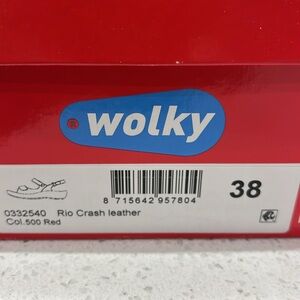 wolky
38
8 715642 957804
0332540 Rio Crash leather
Col.500 Red